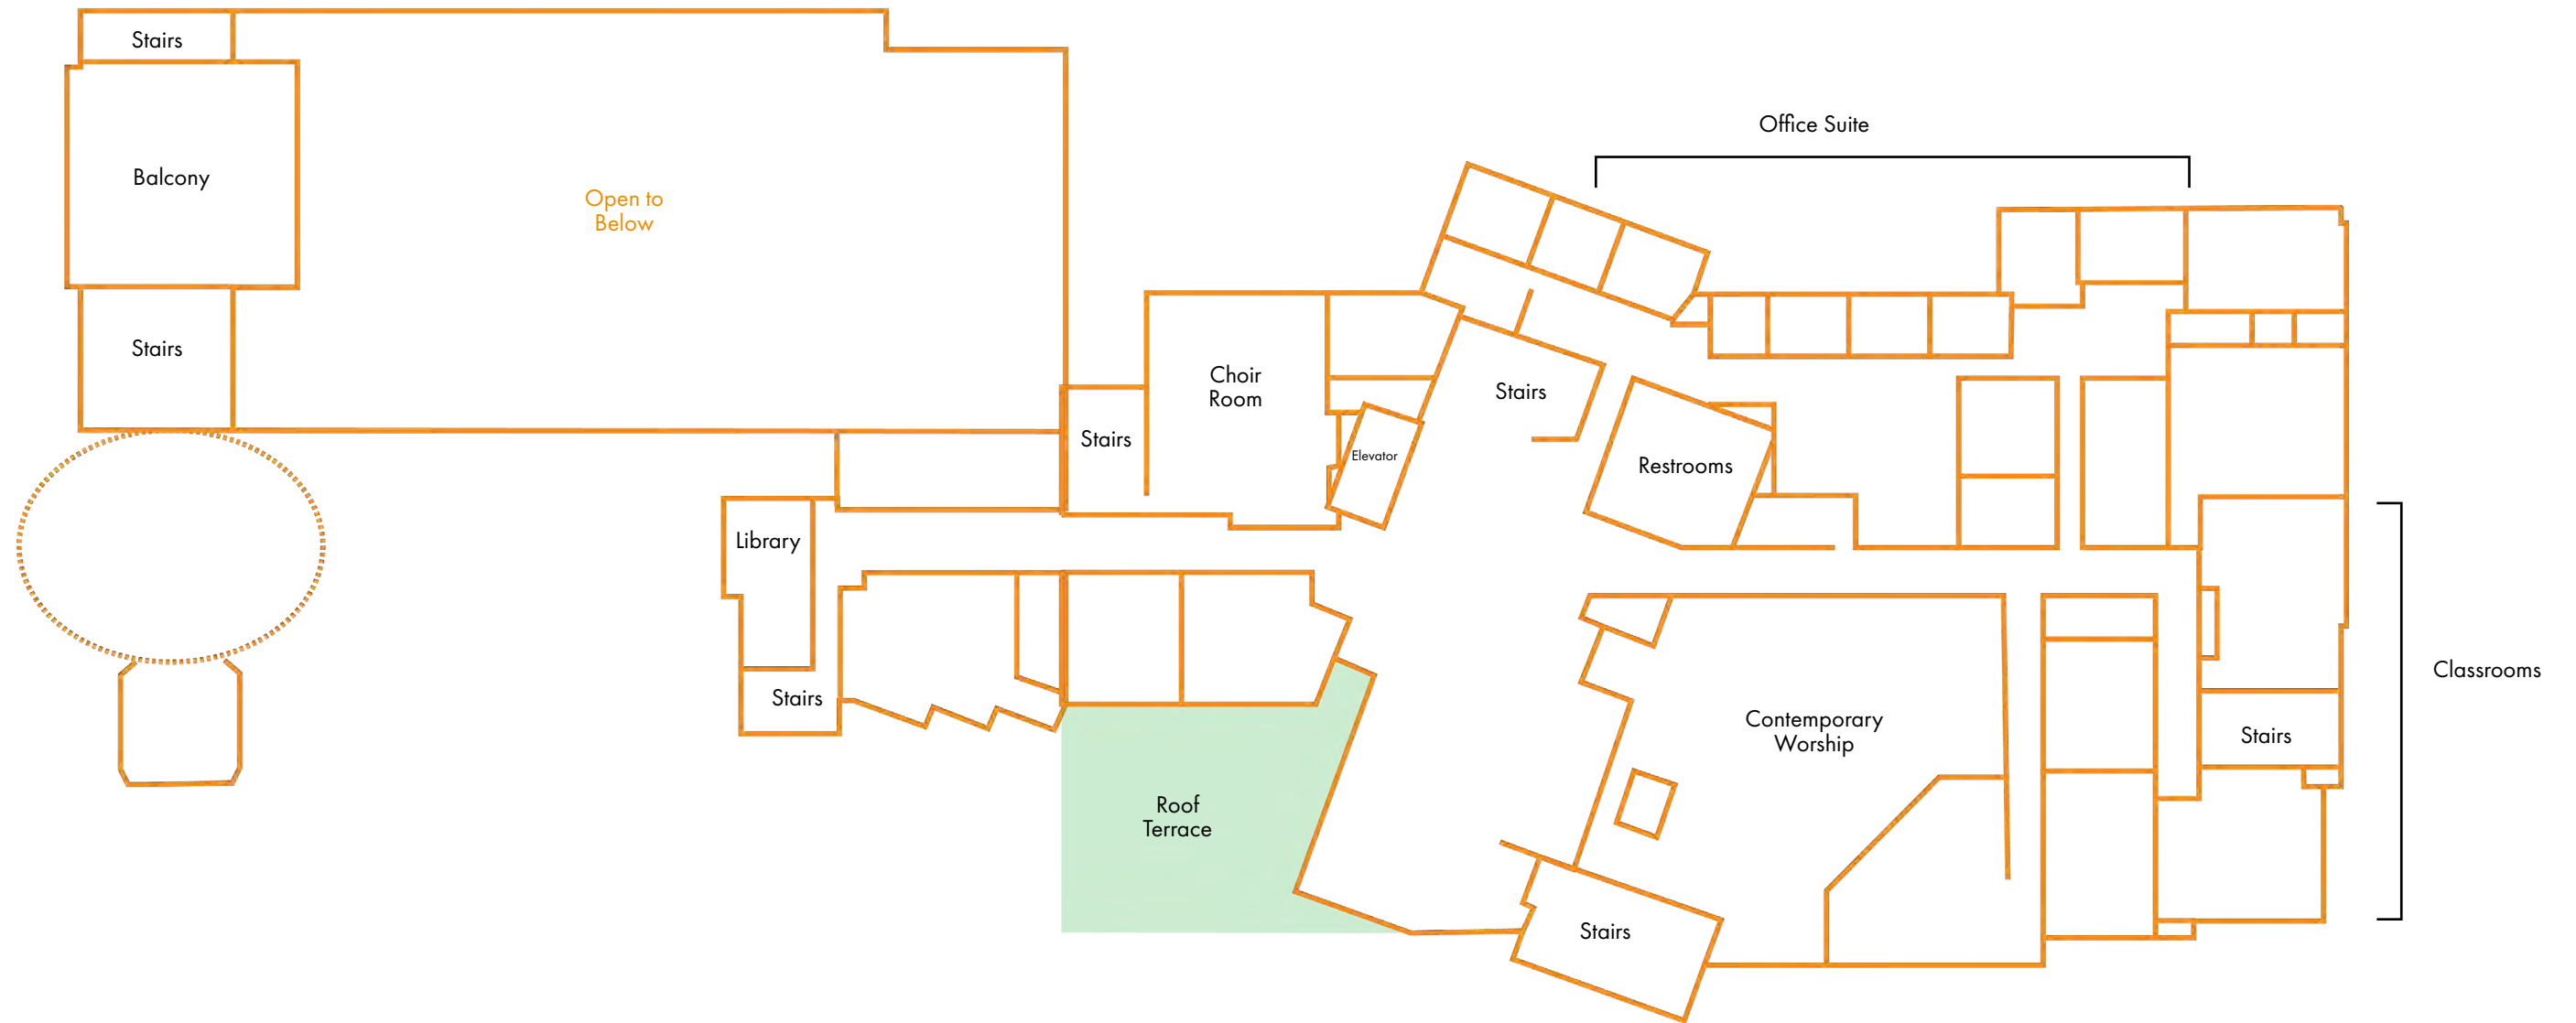 Stairs
Balcony
Open to
Below
Stairs
Office Suite
Choir
Room
Stairs
Stairs
Elevator
Restrooms
Library
Stairs
Roof
Terrace
Contemporary
Worship
Stairs
Stairs
Classrooms